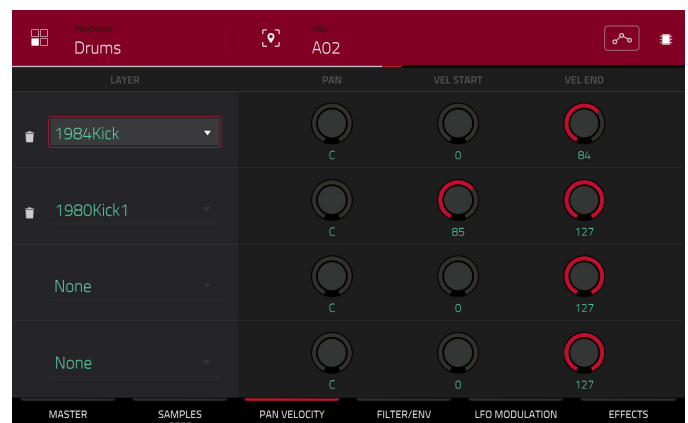 PROGRAM PAD
Drums A02
LAYER PAN VEL START VEL END
1984Kick C 0 84
1980Kick1 C 85 127
None C 0 127
None C 0 127
MASTER SAMPLES PAN VELOCITY FILTER/ENV LFO MODULATION EFFECTS